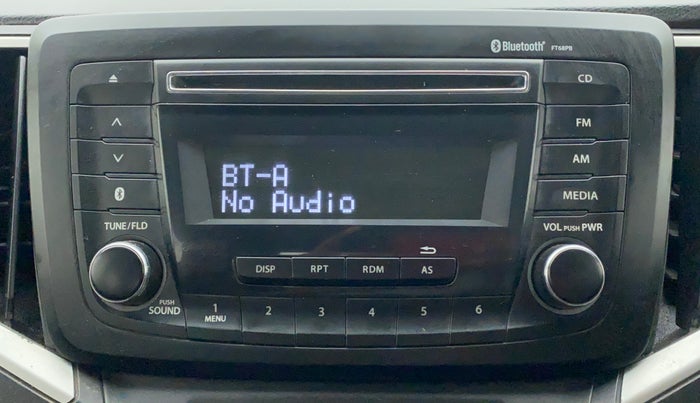 Bluetooth® FT68PB
CD
FM
BT-A
No Audio
AM
MEDIA
TUNE/FLD
VOL PUSH PWR
DISP RPT RDM AS
PUSH
SOUND
1 2 3 4 5 6
MENU